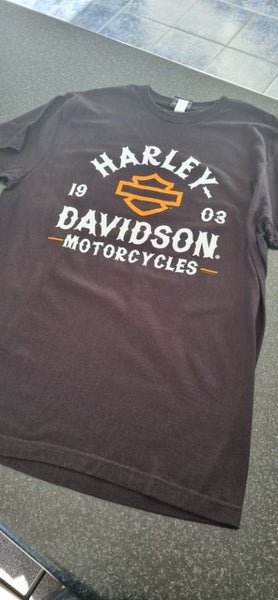 HARLEY-
19 03
DAVIDSON®
MOTORCYCLES